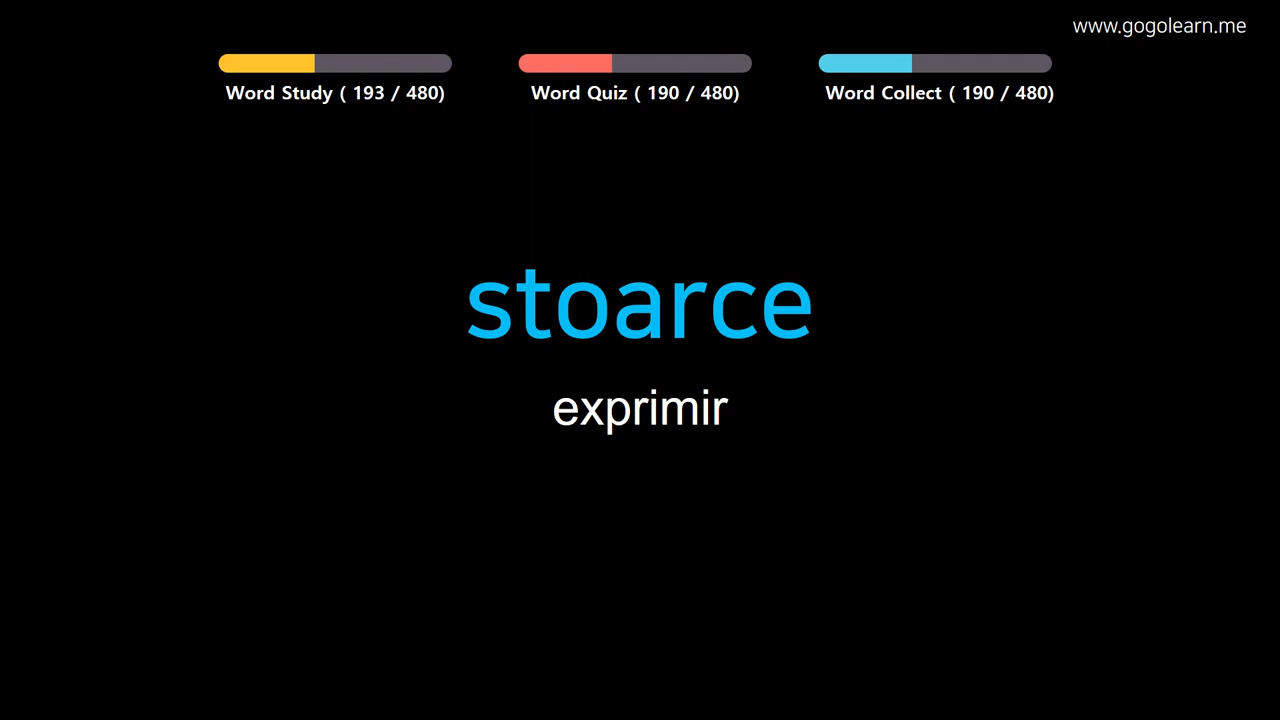 www.gogolearn.me
Word Study ( 193 / 480)
Word Quiz ( 190 / 480)
Word Collect ( 190 / 480)
stoarce
exprimir